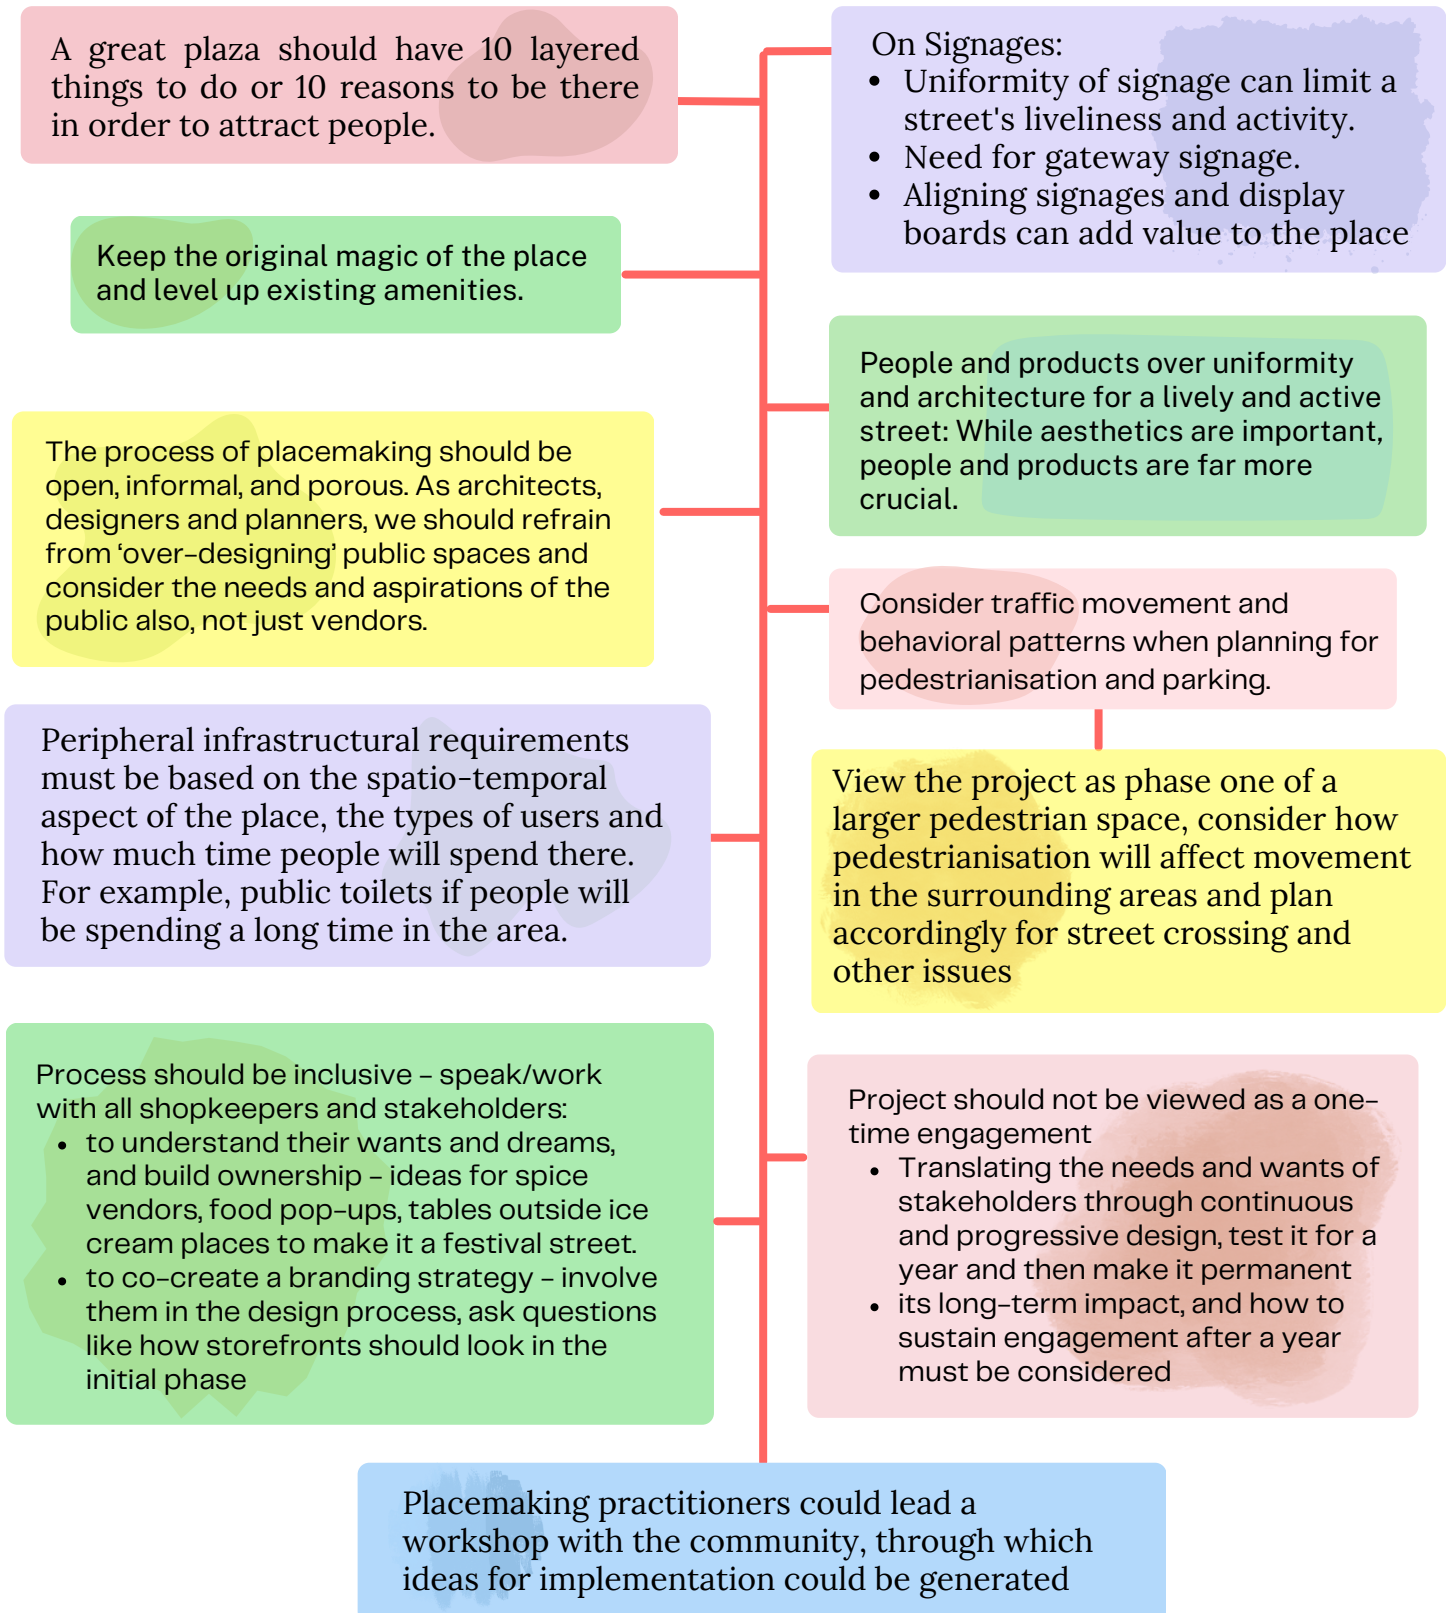 A great plaza should have 10 layered
things to do or 10 reasons to be there
in order to attract people.
On Signages:
• Uniformity of signage can limit a
street's liveliness and activity.
• Need for gateway signage.
• Aligning signages and display
boards can add value to the place
Keep the original magic of the place
and level up existing amenities.
People and products over uniformity
and architecture for a lively and active
street: While aesthetics are important,
people and products are far more
crucial.
The process of placemaking should be
open, informal, and porous. As architects,
designers and planners, we should refrain
from ‘over-designing’ public spaces and
consider the needs and aspirations of the
public also, not just vendors.
Consider traffic movement and
behavioral patterns when planning for
pedestrianisation and parking.
Peripheral infrastructural requirements
must be based on the spatio-temporal
aspect of the place, the types of users and
how much time people will spend there.
For example, public toilets if people will
be spending a long time in the area.
View the project as phase one of a
larger pedestrian space, consider how
pedestrianisation will affect movement
in the surrounding areas and plan
accordingly for street crossing and
other issues
Process should be inclusive - speak/work
with all shopkeepers and stakeholders:
• to understand their wants and dreams,
and build ownership - ideas for spice
vendors, food pop-ups, tables outside ice
cream places to make it a festival street.
• to co-create a branding strategy - involve
them in the design process, ask questions
like how storefronts should look in the
initial phase
Project should not be viewed as a one-
time engagement
• Translating the needs and wants of
stakeholders through continuous
and progressive design, test it for a
year and then make it permanent
• its long-term impact, and how to
sustain engagement after a year
must be considered
Placemaking practitioners could lead a
workshop with the community, through which
ideas for implementation could be generated